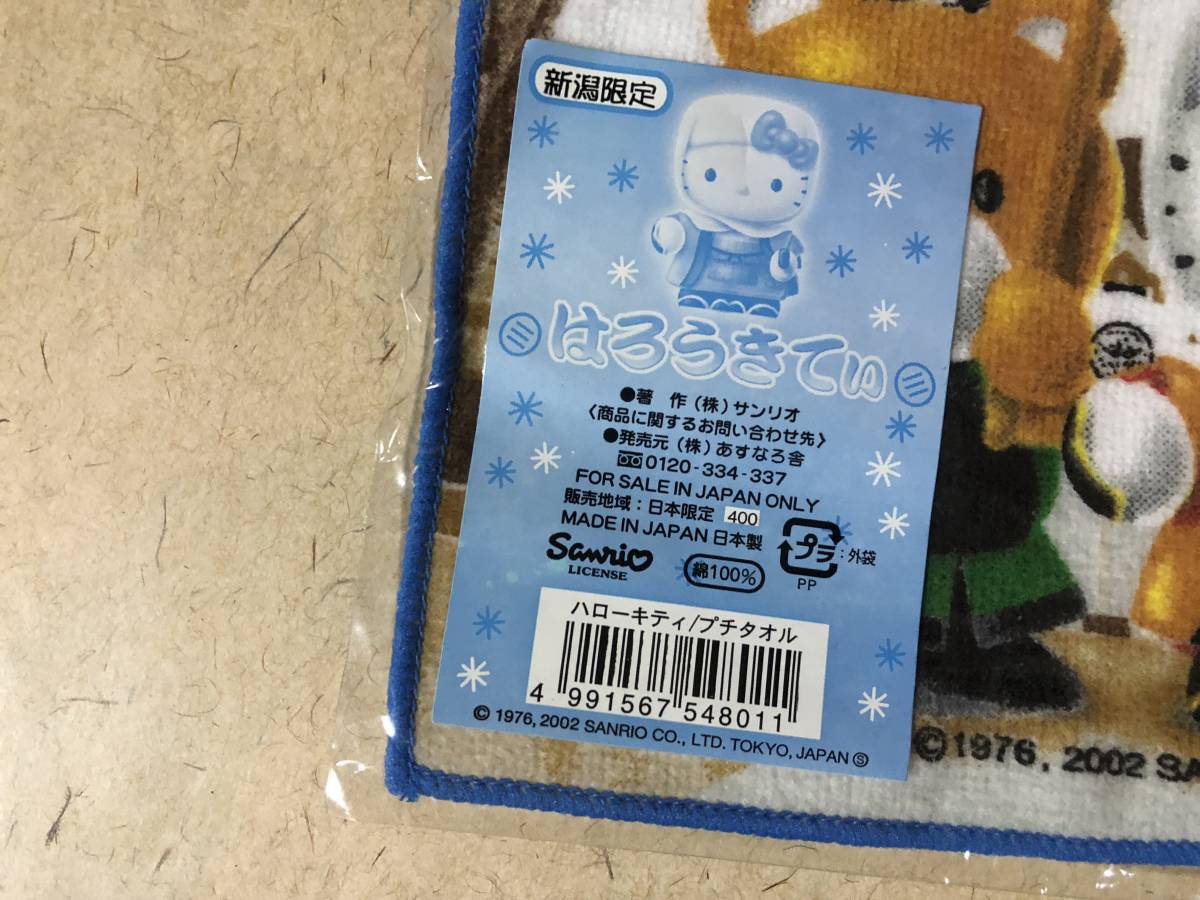 新潟限定
はろうきてぃ
●著 作(株)サンリオ
〈商品に関するお問い合わせ先〉
●発売元(株)あすなろ舎
0120-334-337
FOR SALE IN JAPAN ONLY
販売地域:日本限定 400
MADE IN JAPAN 日本製
プラ :外袋
PP
Sanrio
LICENSE
綿100%
ハローキティ/プチタオル
4 991567 548011
© 1976, 2002 SANRIO CO., LTD. TOKYO, JAPAN Ⓢ
©1976, 2002 SA